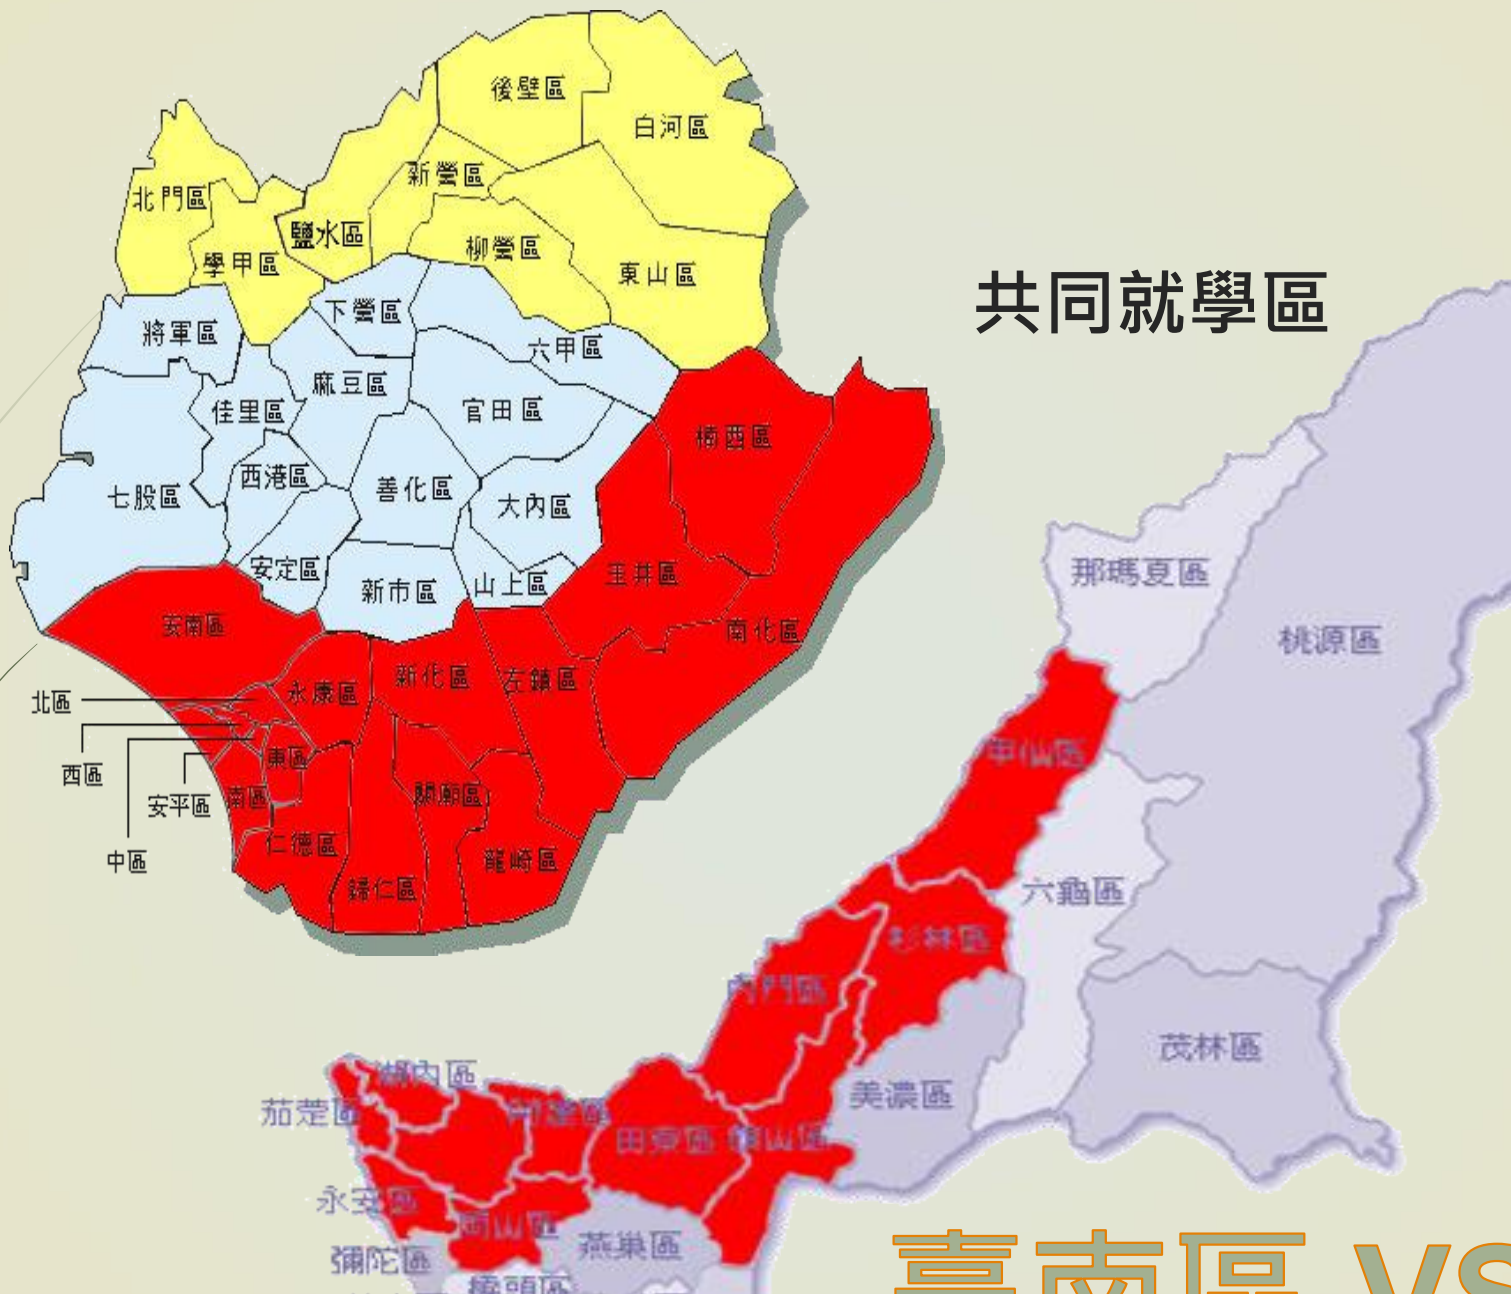 後壁區
白河區
新營區
北門區
鹽水區
學甲區
柳營區
東山區
共同就學區
下營區
將軍區
六甲區
麻豆區
佳里區
官田區
楠西區
西港區
善化區
七股區
大內區
安定區
新市區
山上區
玉井區
那瑪夏區
安南區
南化區
桃源區
新化區
左鎮區
永康區
北區
西區
東區
安平區
南區
關廟區
中區
仁德區
龍崎區
歸仁區
甲仙區
六龜區
杉林區
內門區
茂林區
湖內區
茄萣區
美濃區
田寮區
旗山區
永安區
岡山區
燕巢區
彌陀區
橋頭區
臺南區 VS